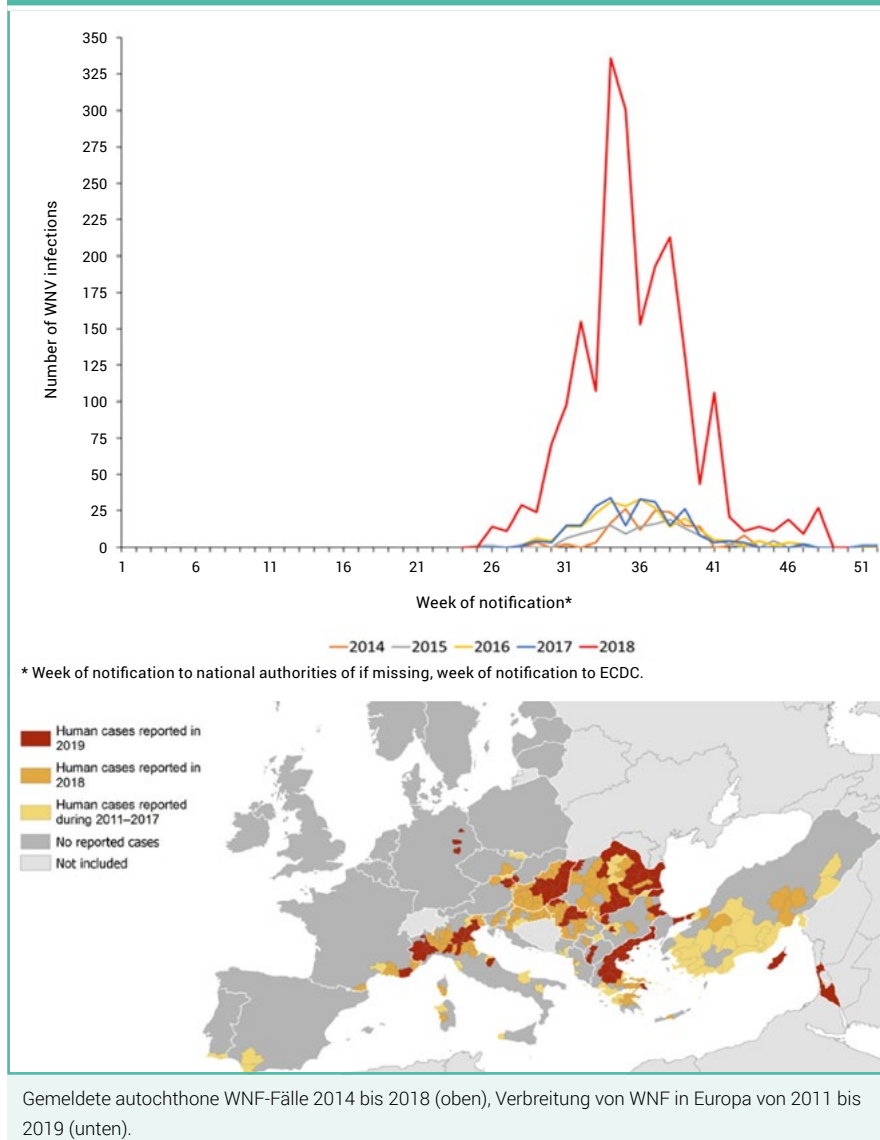 350
325
300
275
250
225
200
175
150
125
100
75
50
25
0
Number of WNV infections
1 6 11 16 21 26 31 36 41 46 51
Week of notification*
2014 2015 2016 2017 2018
* Week of notification to national authorities of if missing, week of notification to ECDC.
Human cases reported in
2019
Human cases reported in
2018
Human cases reported
during 2011–2017
No reported cases
Not included
Gemeldete autochthone WNF-Fälle 2014 bis 2018 (oben), Verbreitung von WNF in Europa von 2011 bis
2019 (unten).